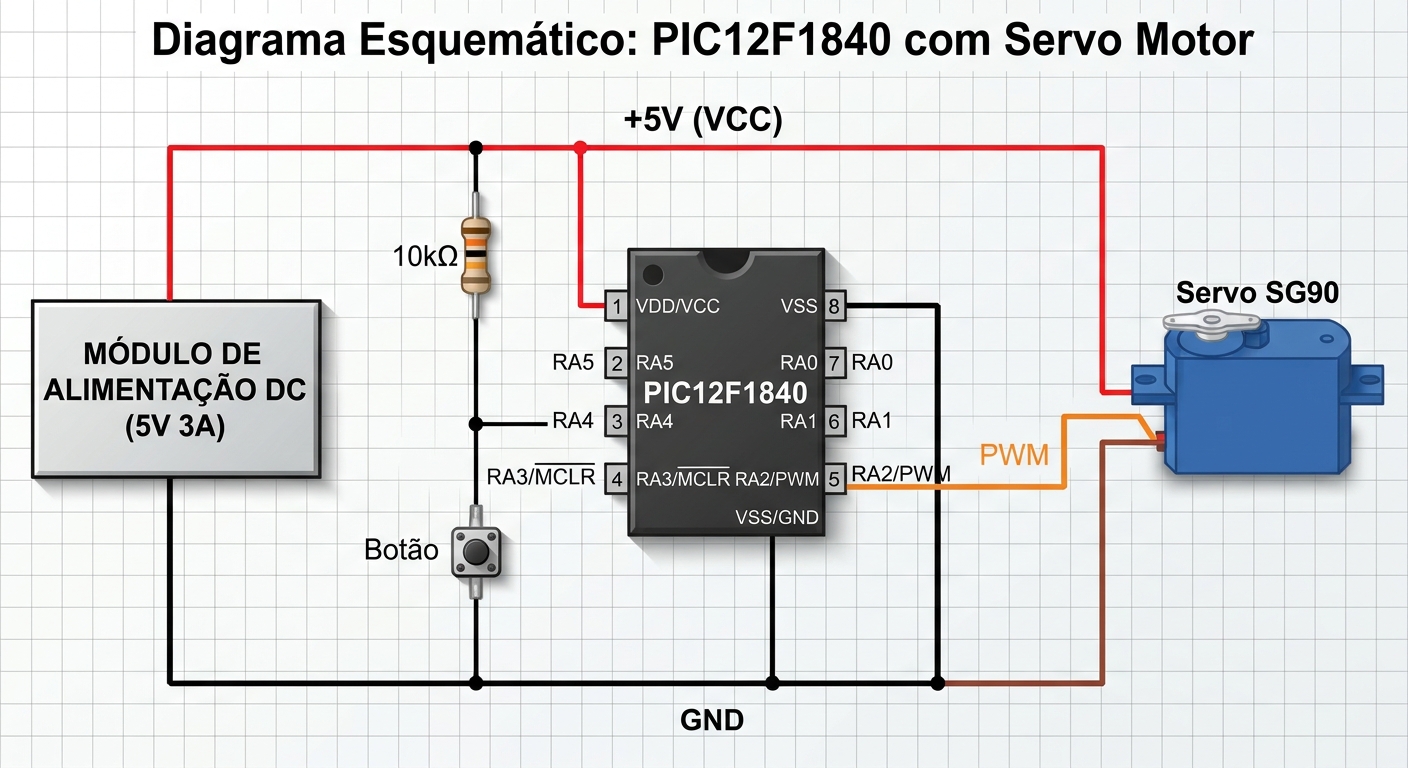 Diagrama Esquemático: PIC12F1840 com Servo Motor
+5V (VCC)
10kΩ
MÓDULO DE
ALIMENTAÇÃO DC
(5V 3A)
1 VDD/VCC
VSS 8
RA5 2 RA5
RA0 7 RA0
PIC12F1840
RA4 3 RA4
RA1 6 RA1
RA3/MCLR 4 RA3/MCLR
RA2/PWM 5 RA2/PWM
VSS/GND
PWM
Servo SG90
Botão
GND